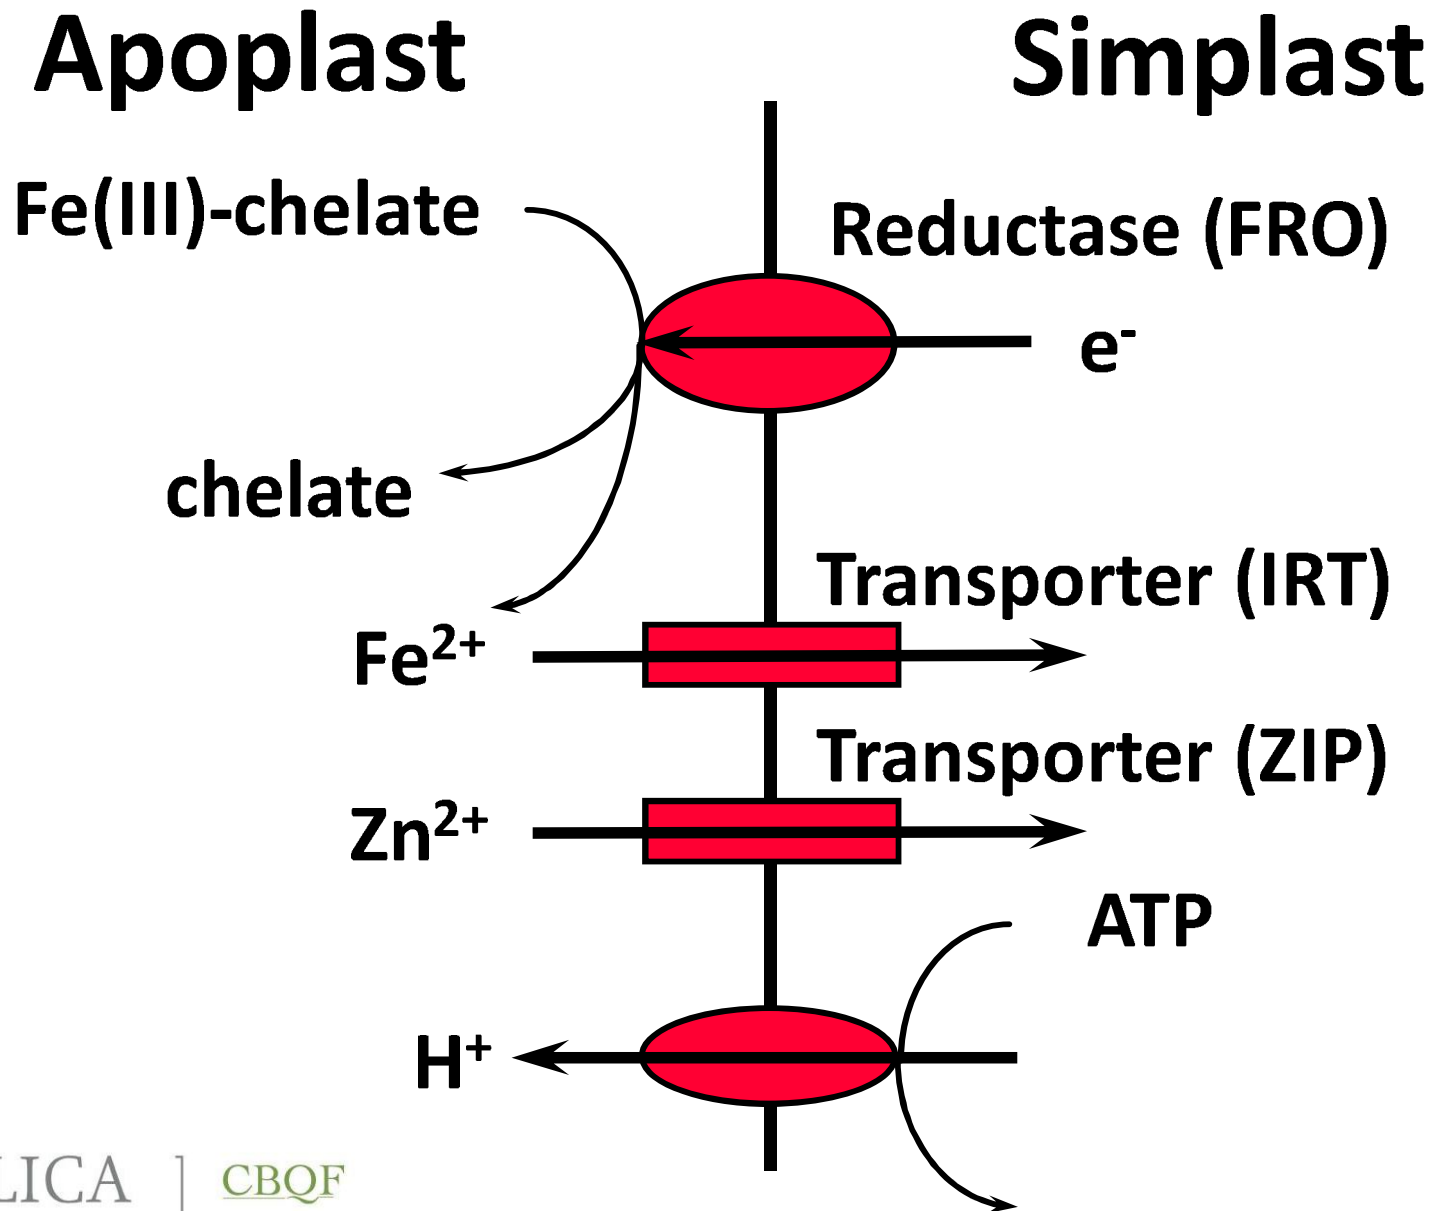 Apoplast
Simplast
Fe(III)-chelate
Reductase (FRO)
e⁻
chelate
Transporter (IRT)
Fe²⁺
Transporter (ZIP)
Zn²⁺
ATP
H⁺
LICA | CBQF